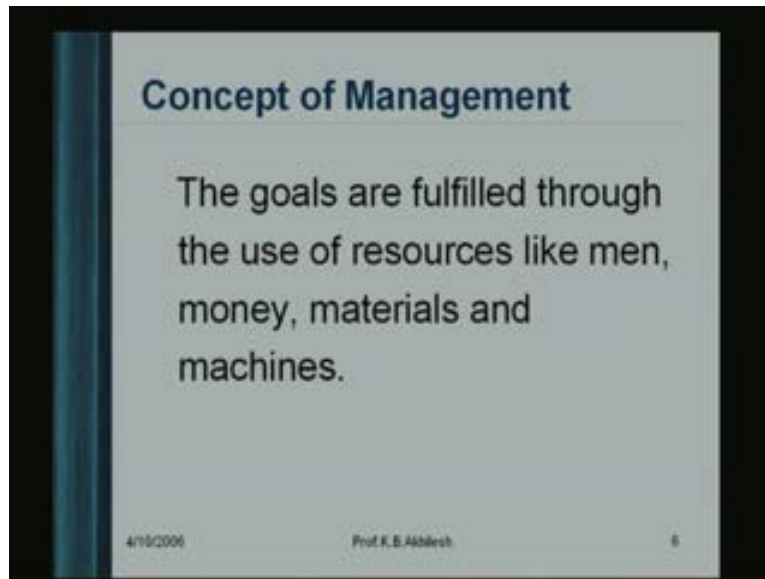 Concept of Management
The goals are fulfilled through
the use of resources like men,
money, materials and
machines.
4/10/2006 Prof.K.B.Akhilesh 6